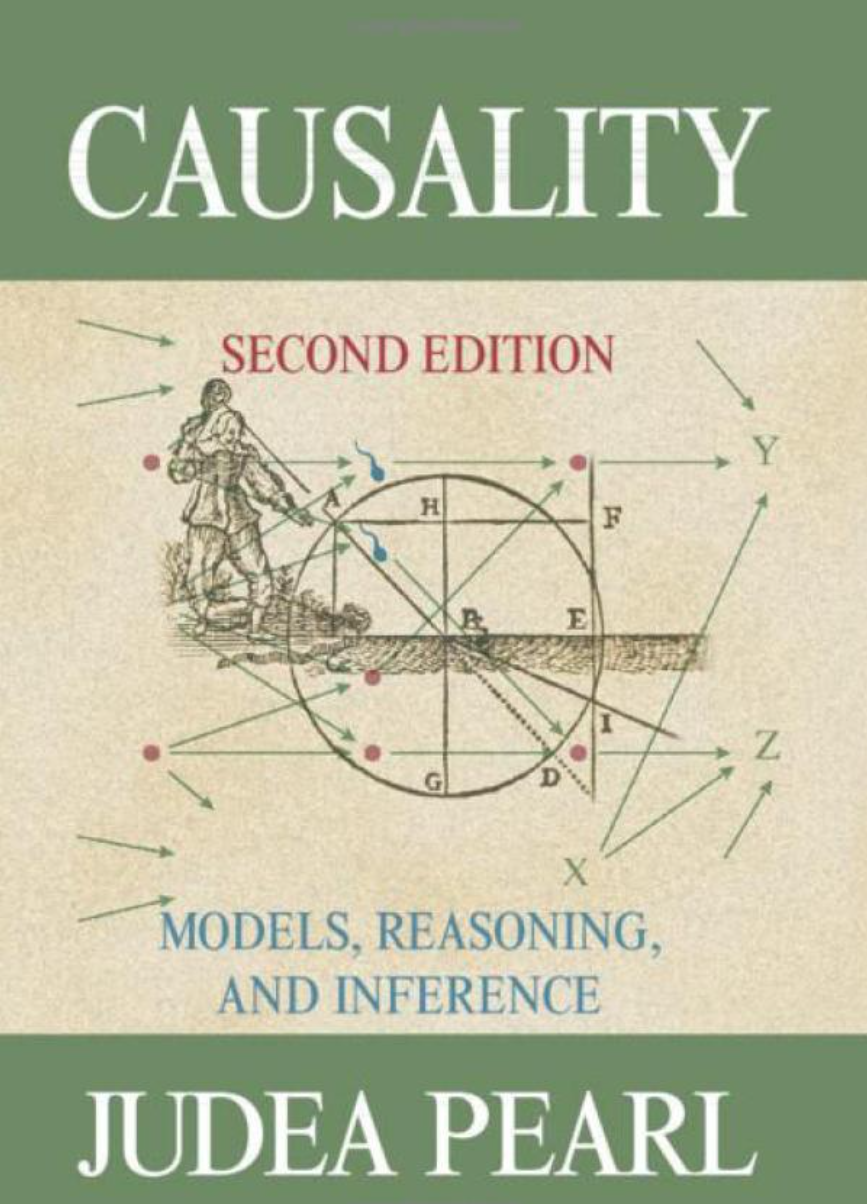 CAUSALITY
SECOND EDITION
Y
A
H
F
E
I
Z
G
D
X
MODELS, REASONING,
AND INFERENCE
JUDEA PEARL